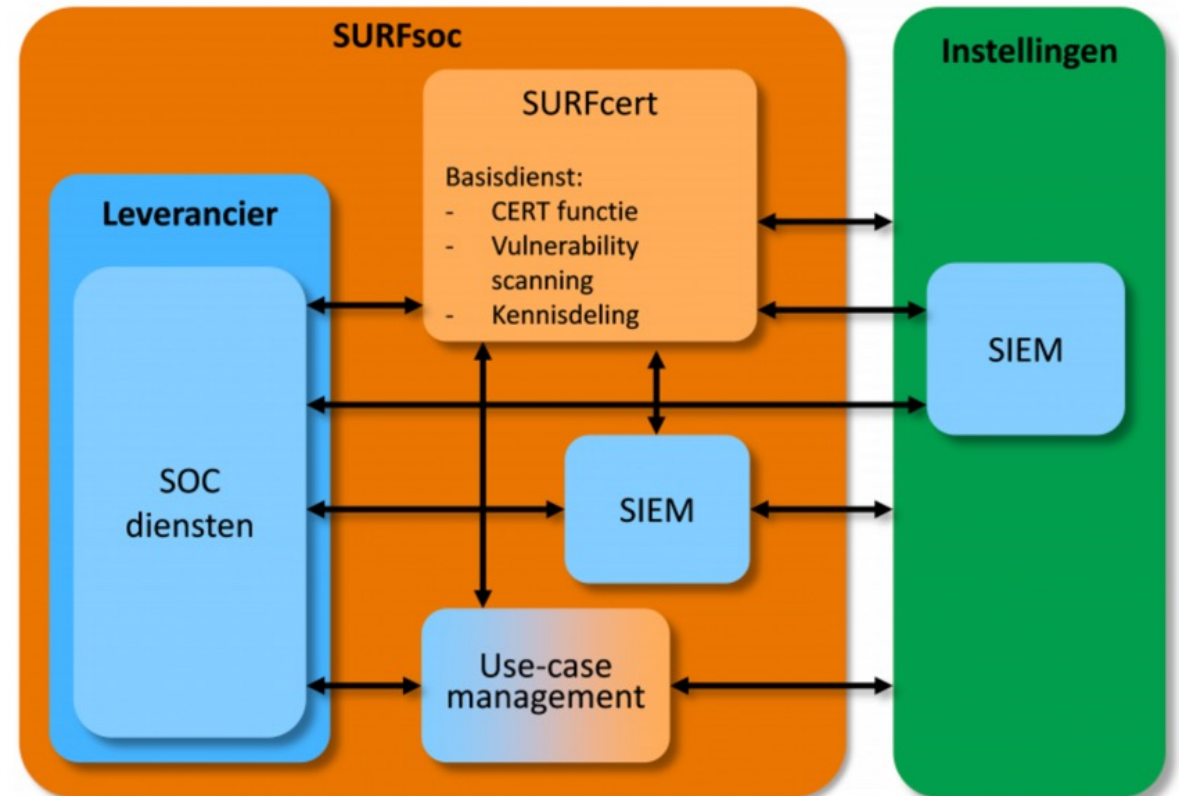 SURFsoc
Instellingen
SURFcert
Basisdienst:
- CERT functie
- Vulnerability
scanning
- Kennisdeling
Leverancier
SOC
diensten
SIEM
SIEM
Use-case
management